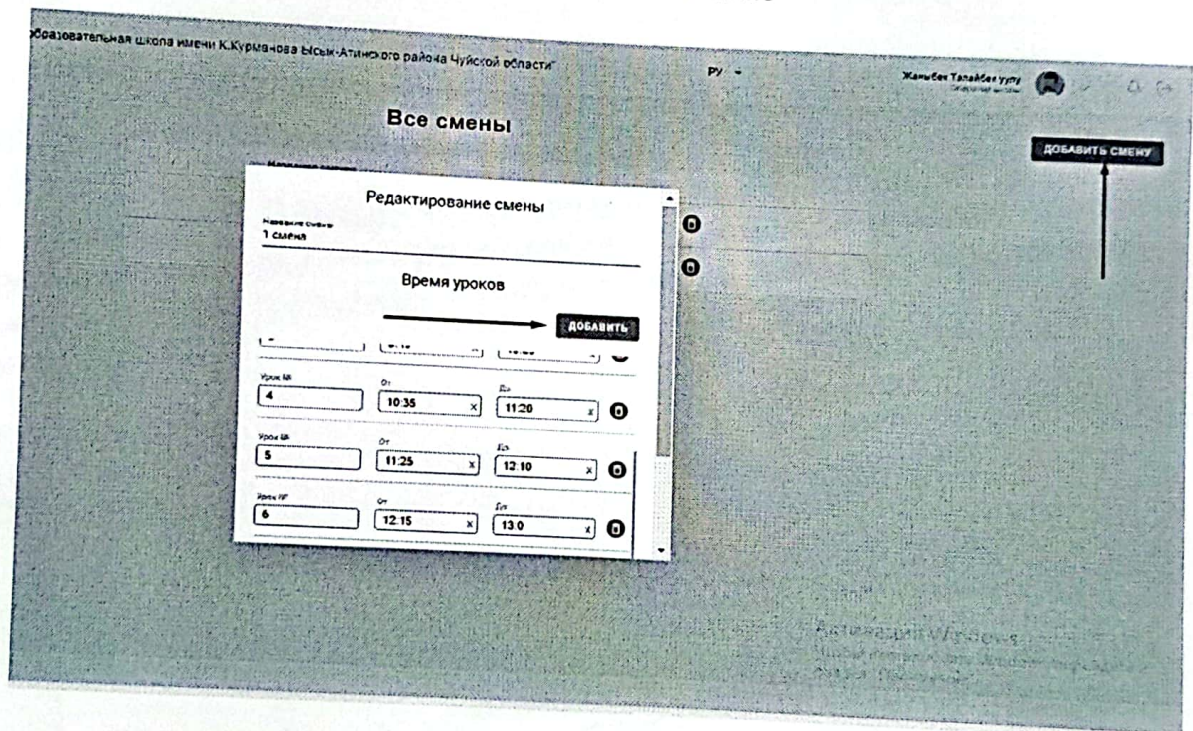 образовательная школа имени К.Курманова Ысык-Атинского района Чуйской области"
РУ
Жаныбек Талайбек уулу
Все смены
ДОБАВИТЬ СМЕНУ
Редактирование смены
Название смены
1 смена
Время уроков
ДОБАВИТЬ
Урок № От До
4 10:35 x 11:20 x
Урок № От До
5 11:25 x 12:10 x
Урок № От До
6 12:15 x 13:0 x
Активация Windows